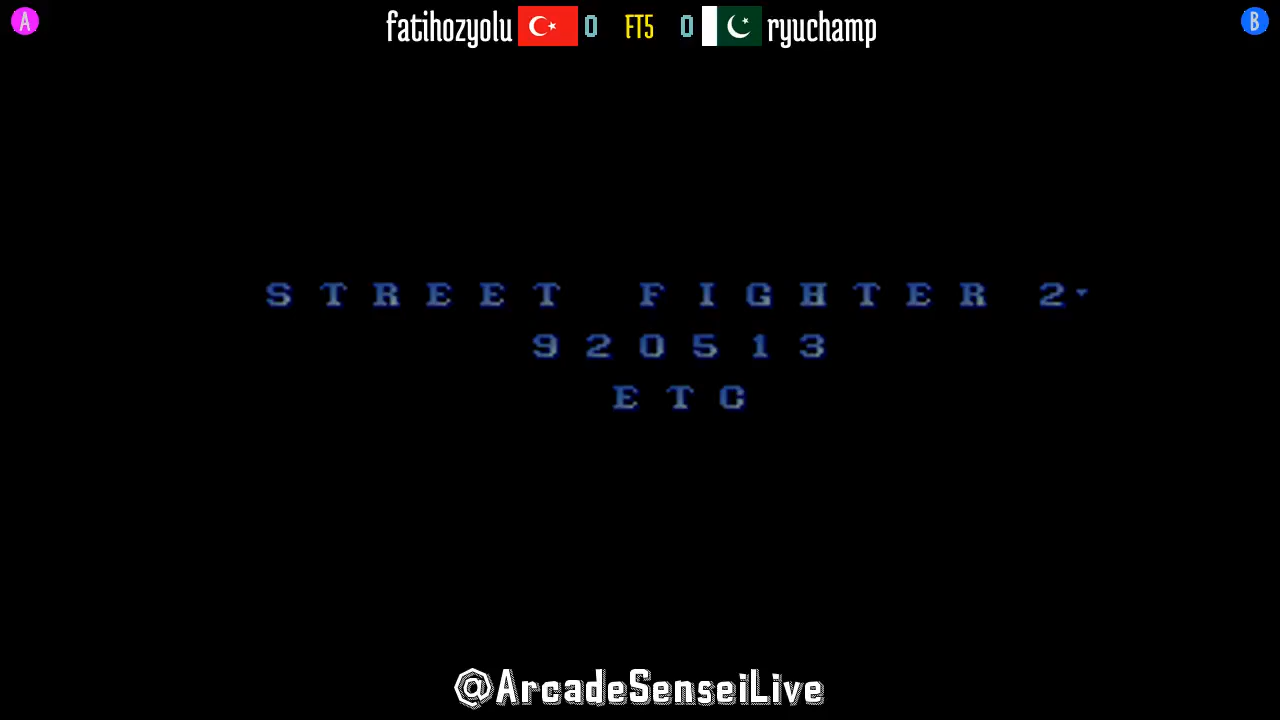 A
fatihozyolu 0 FT5 0 ryuchamp
B
STREET FIGHTER 2'
920513
ETC
@ArcadeSenseiLive